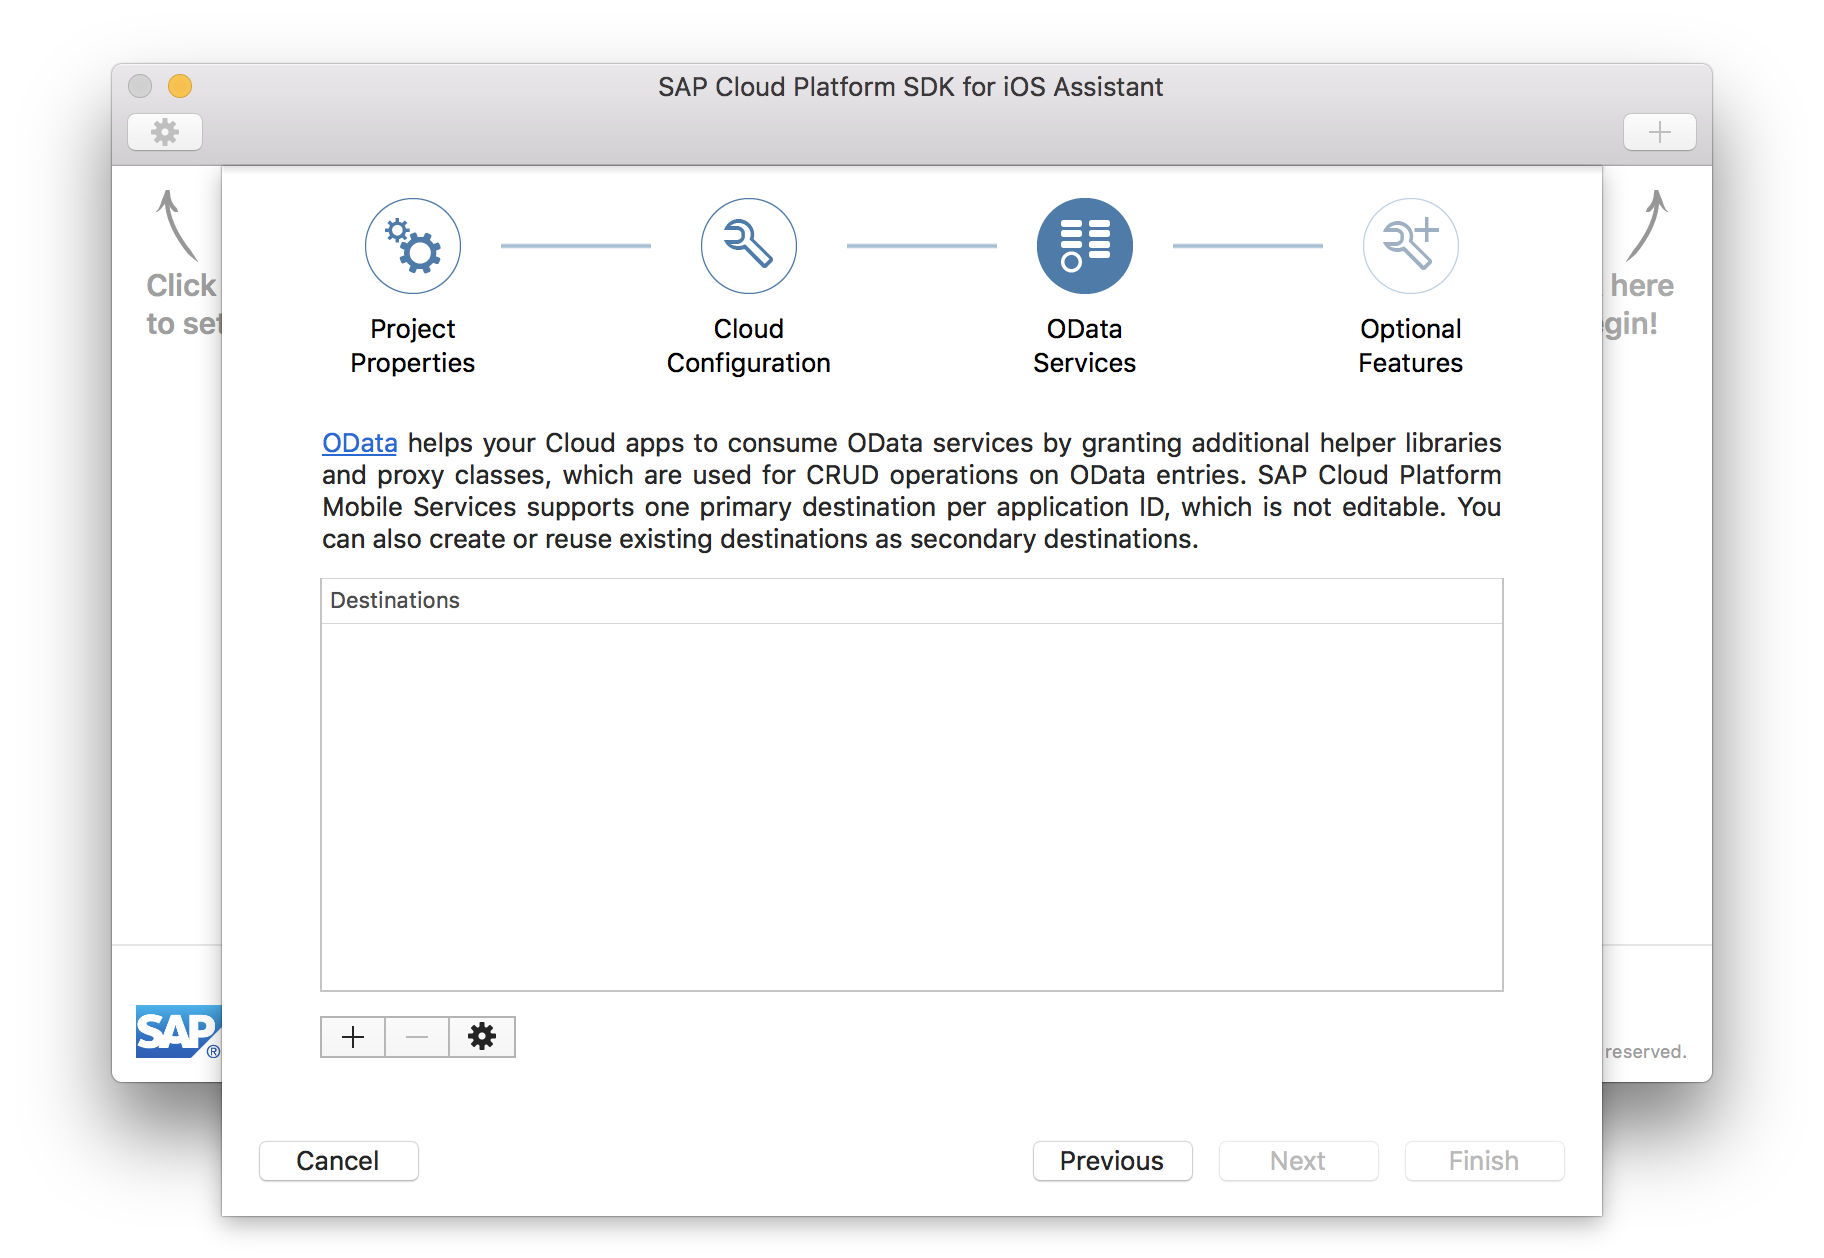 SAP Cloud Platform SDK for iOS Assistant
Click
to set
here
gin!
Project
Properties
Cloud
Configuration
OData
Services
Optional
Features
OData helps your Cloud apps to consume OData services by granting additional helper libraries
and proxy classes, which are used for CRUD operations on OData entries. SAP Cloud Platform
Mobile Services supports one primary destination per application ID, which is not editable. You
can also create or reuse existing destinations as secondary destinations.
Destinations
SAP®
reserved.
Cancel
Previous
Next
Finish